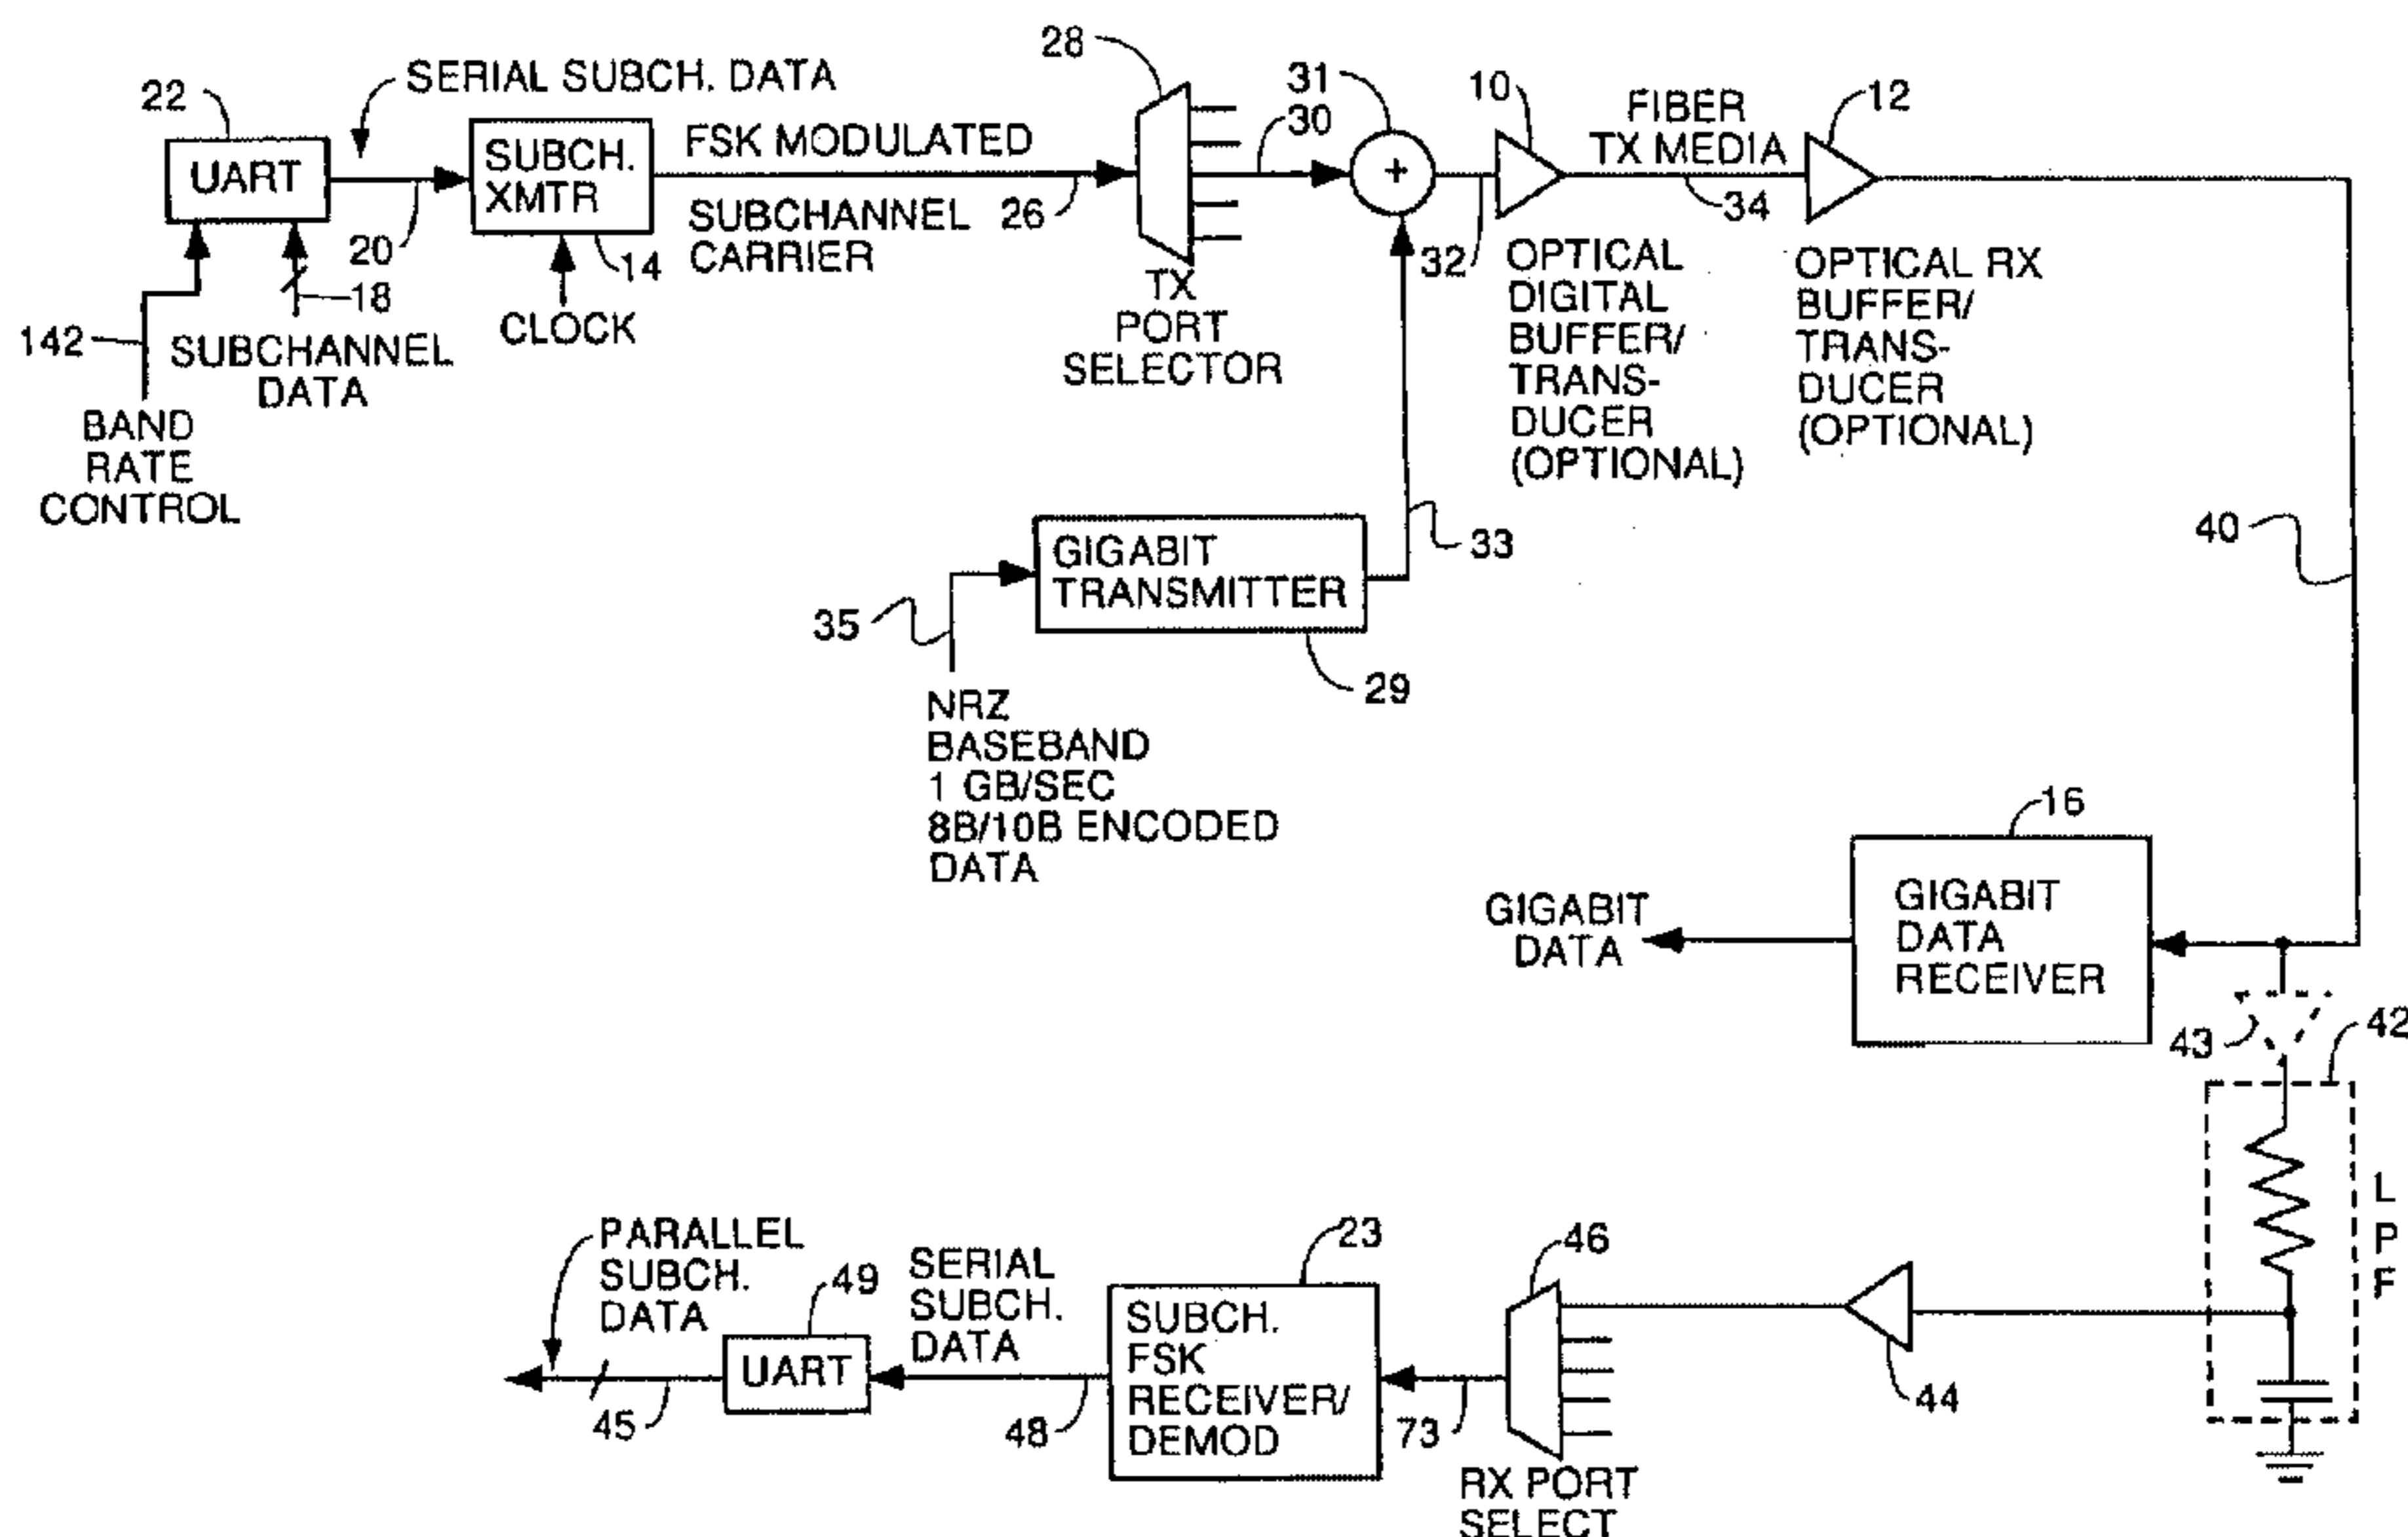 28
31
10
12
22
SERIAL SUBCH. DATA
30
FIBER
TX MEDIA
UART
SUBCH.
XMTR
FSK MODULATED
+
20
14
SUBCHANNEL
CARRIER
26
32
34
18
CLOCK
TX
PORT
SELECTOR
OPTICAL
DIGITAL
BUFFER/
TRANS-
DUCER
(OPTIONAL)
OPTICAL RX
BUFFER/
TRANS-
DUCER
(OPTIONAL)
142
SUBCHANNEL
DATA
BAND
RATE
CONTROL
40
33
GIGABIT
TRANSMITTER
35
29
NRZ
BASEBAND
1 GB/SEC
8B/10B ENCODED
DATA
16
GIGABIT
DATA
GIGABIT
DATA
RECEIVER
43
42
L
P
F
PARALLEL
SUBCH.
DATA
49
SERIAL
SUBCH.
DATA
23
46
UART
SUBCH.
FSK
RECEIVER/
DEMOD
45
48
73
44
RX PORT
SELECT